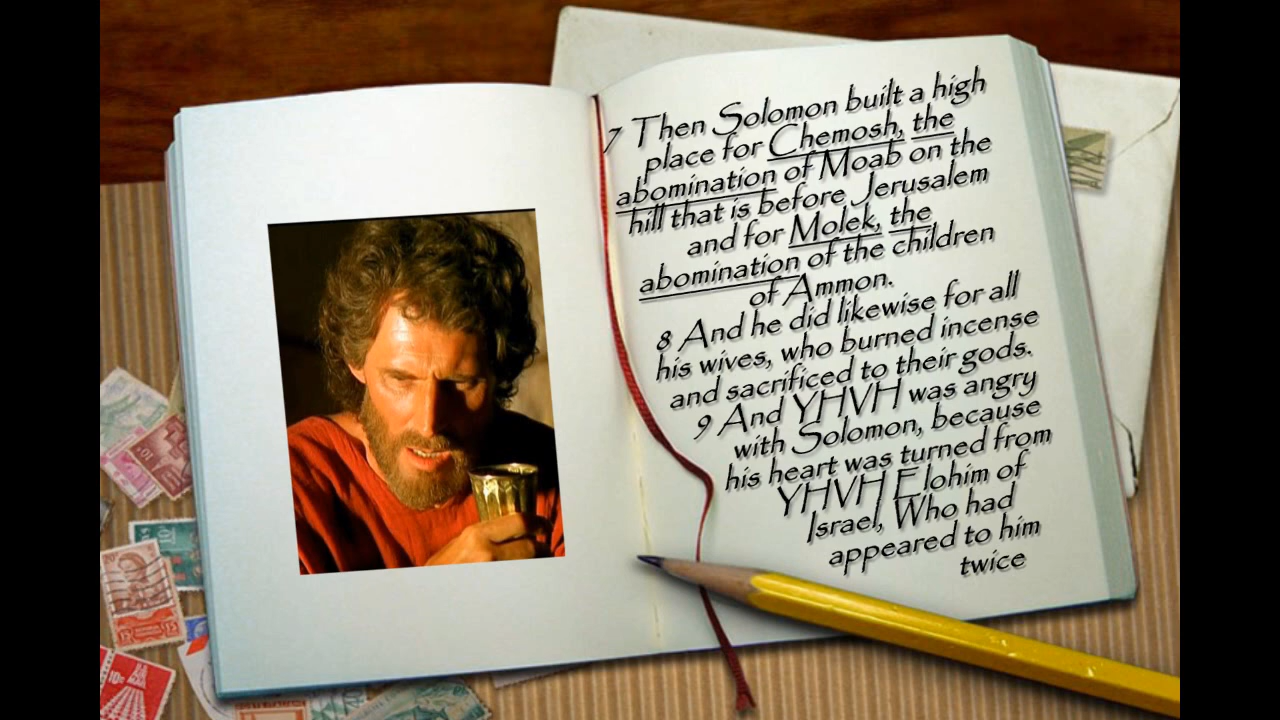 7 Then Solomon built a high
place for Chemosh, the
abomination of Moab on the
hill that is before Jerusalem
and for Molek, the
abomination of the children
of Ammon.
8 And he did likewise for all
his wives, who burned incense
and sacrificed to their gods.
9 And YHVH was angry
with Solomon, because
his heart was turned from
YHVH Elohim of
Israel, Who had
appeared to him
twice